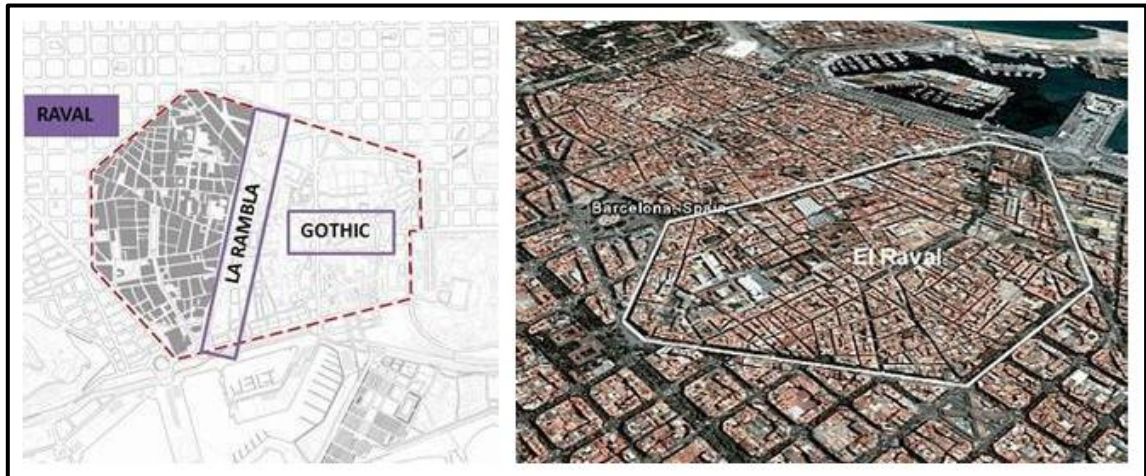 RAVAL
LA RAMBLA
GOTHIC
Barcelona, Spain
El Raval